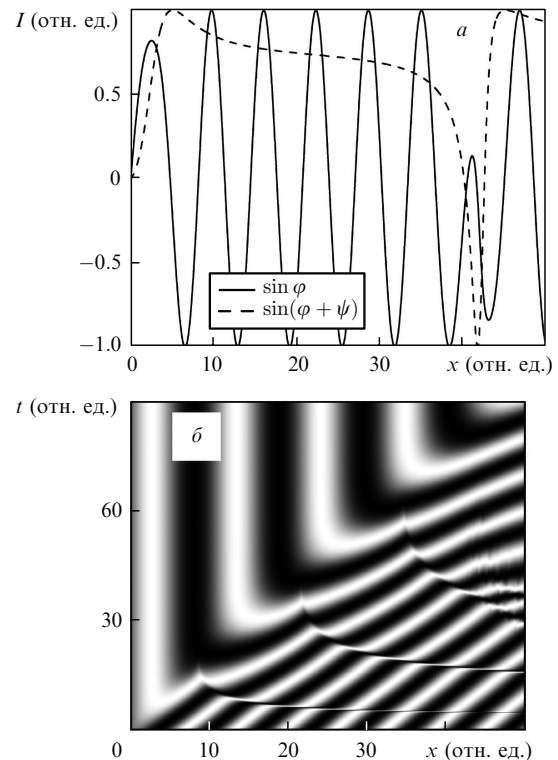 I (отн. ед.)
а
0.5
0
−0.5
−1.0
sin φ
sin(φ + ψ)
0 10 20 30 x (отн. ед.)
t (отн. ед.)
б
60
30
0 10 20 30 x (отн. ед.)